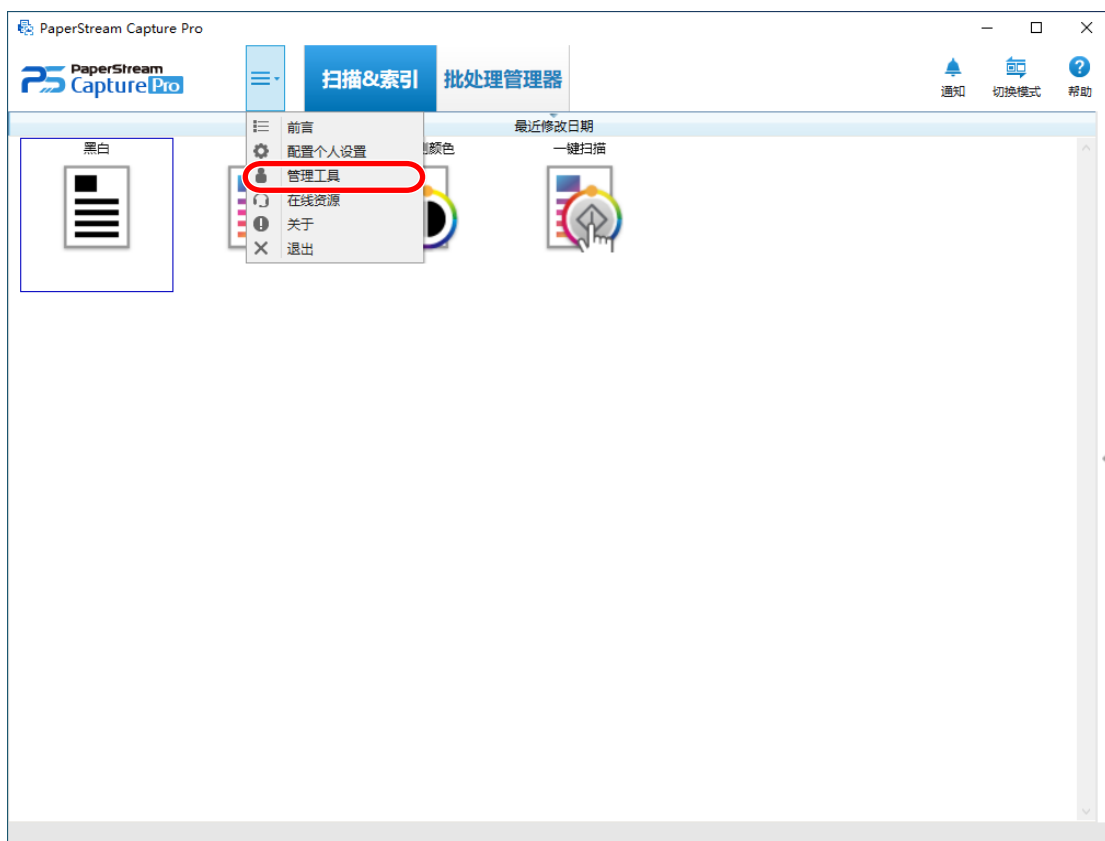 PaperStream Capture Pro
PaperStream
Capture Pro
扫描&索引
批处理管理器
通知
切换模式
帮助
最近修改日期
前言
配置个人设置
管理工具
在线资源
关于
退出
黑白
颜色
一键扫描